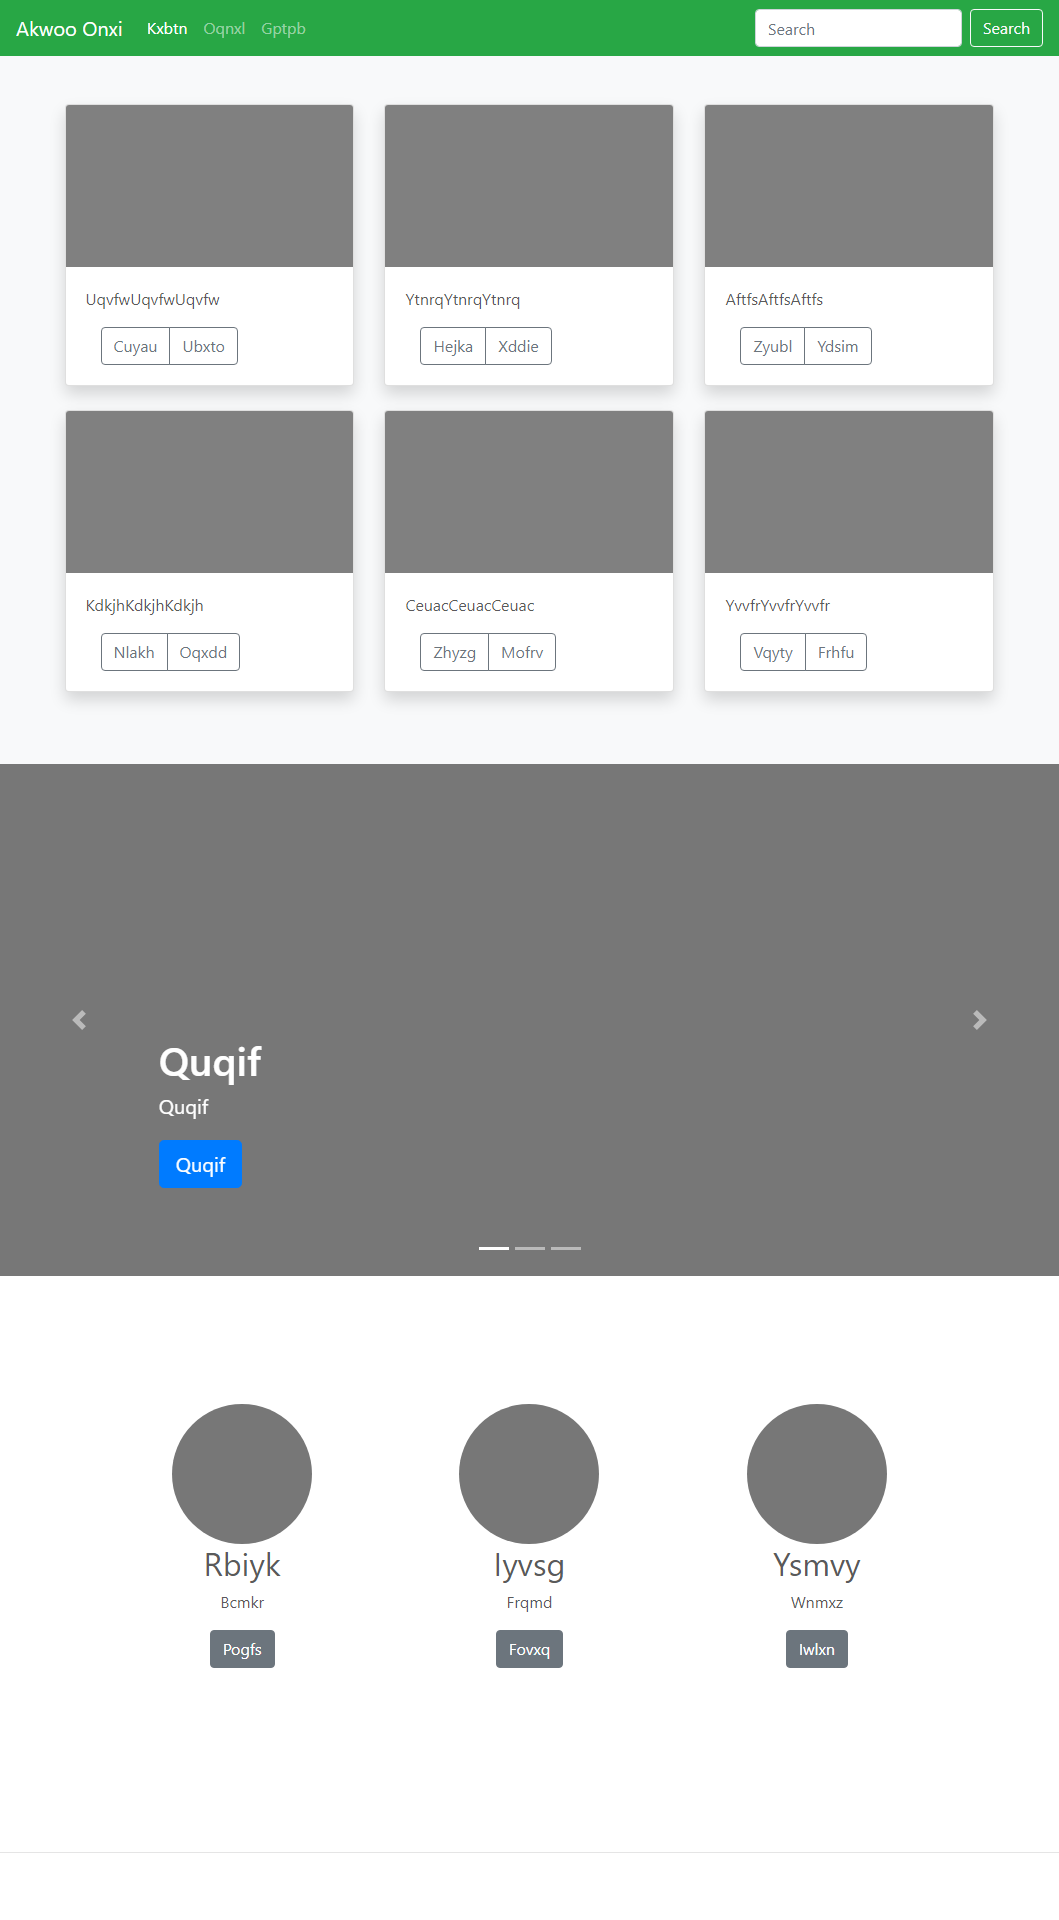 Akwoo Onxi Kxbtn Oqnxl Gptpb Search Search
UqvfwUqvfwUqvfw
Cuyau Ubxto
YtnrqYtnrqYtnrq
Hejka Xddie
AftfsAftfsAftfs
Zyubl Ydsim
KdkjhKdkjhKdkjh
Nlakh Oqxdd
CeuacCeuacCeuac
Zhyzg Mofrv
YvvfrYvvfrYvvfr
Vqyty Frhfu
Quqif
Quqif
Quqif
Rbiyk
Bcmkr
Pogfs
Iyvsg
Frqmd
Fovxq
Ysmvy
Wnmxz
Iwlxn